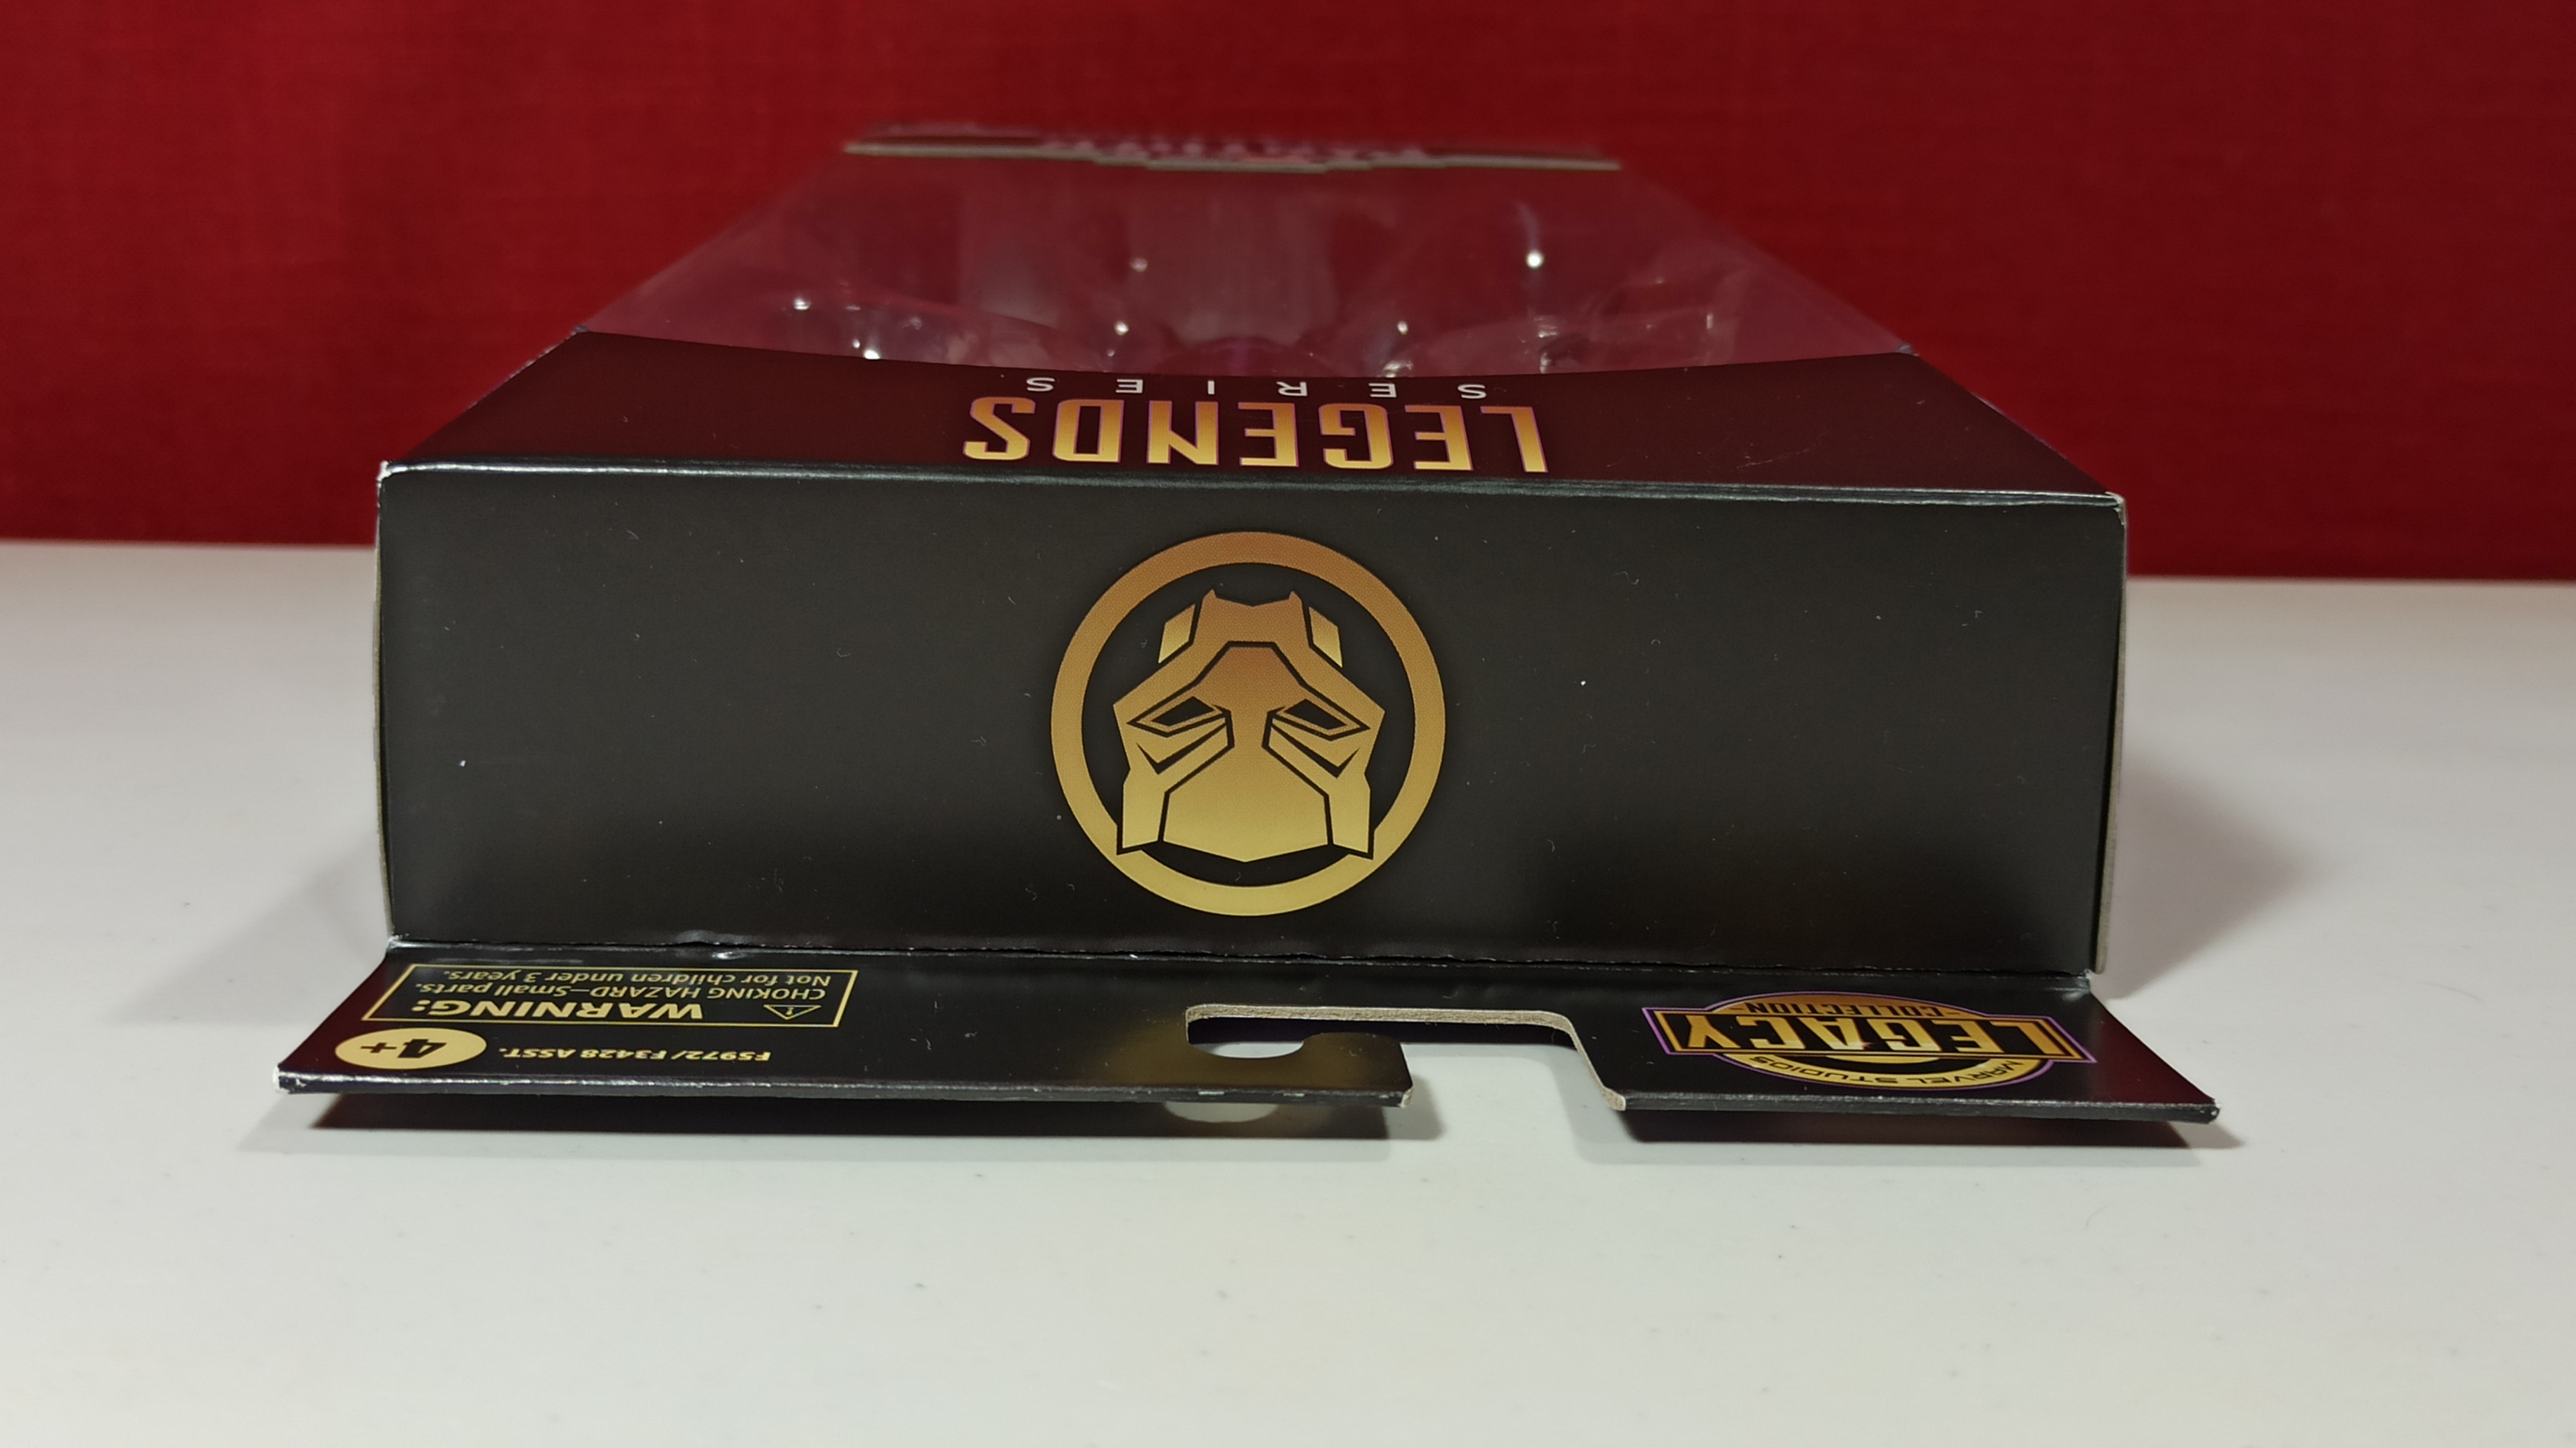 MARVEL STUDIOS
LEGACY
COLLECTION
F5972/ F3428 ASST.
4+
WARNING:
CHOKING HAZARD—Small parts.
Not for children under 3 years.
LEGENDS
SERIES